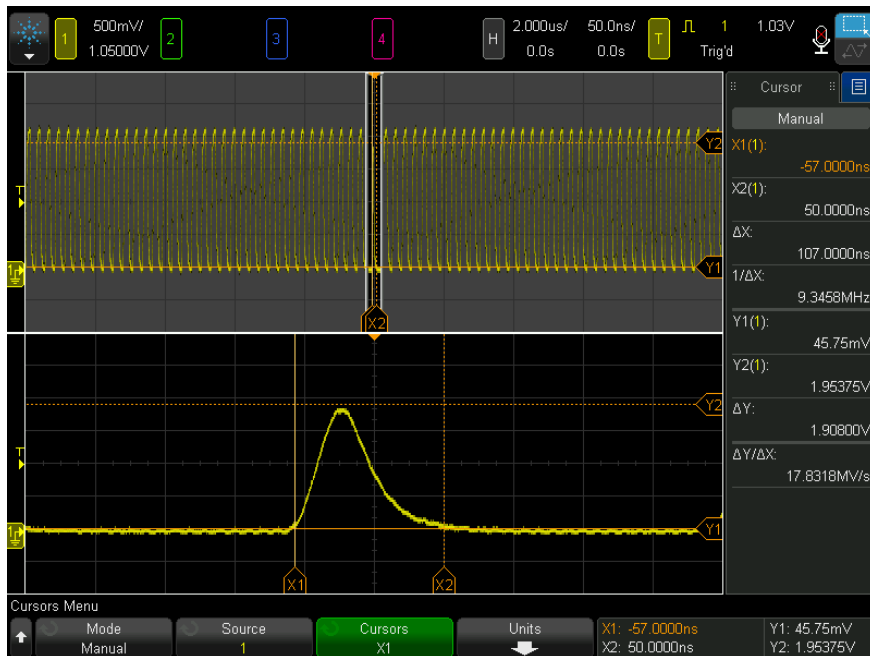 1 500mV/ 2 3 4 H 2.000us/ 50.0ns/ T 1 1.03V
1.05000V 0.0s 0.0s Trig'd
Cursor
Manual
X1(1):
-57.0000ns
X2(1):
50.0000ns
ΔX:
107.0000ns
1/ΔX:
9.3458MHz
Y1(1):
45.75mV
Y2(1):
1.95375V
ΔY:
1.90800V
ΔY/ΔX:
17.8318MV/s
Y2
T
1
Y1
X2
Y2
T
1
Y1
X1 X2
Cursors Menu
Mode Source Cursors Units
Manual 1 X1
X1: -57.0000ns Y1: 45.75mV
X2: 50.0000ns Y2: 1.95375V